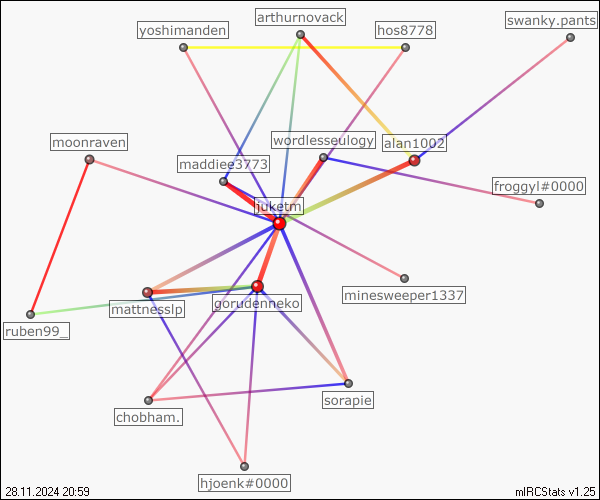 arthurnovack
swanky.pants
yoshimanden
hos8778
moonraven
wordlesseulogy
alan1002
maddiee3773
froggyl#0000
juketm
minesweeper1337
mattnesslp
gorudenneko
ruben99_
sorapie
chobham.
hjoenk#0000
28.11.2024 20:59
mIRCStats v1.25